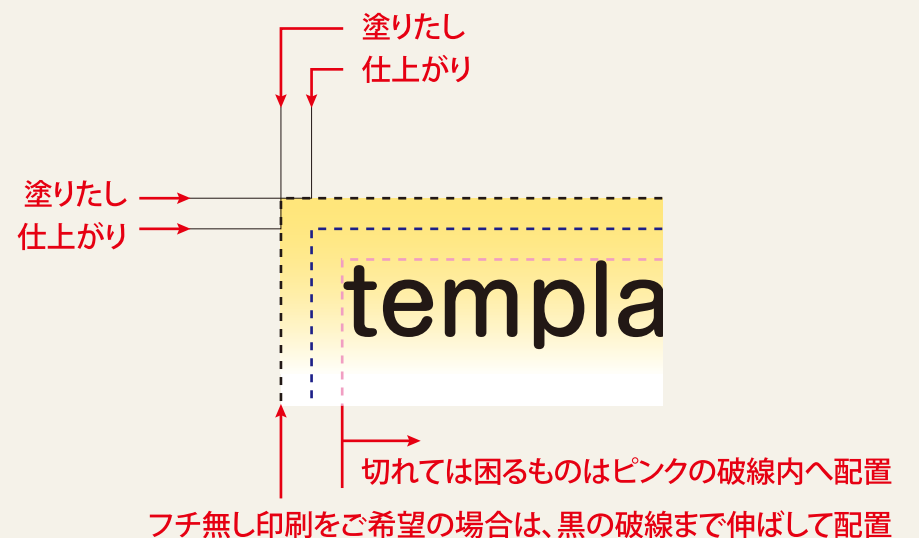 塗りたし
仕上がり
塗りたし
仕上がり
templa
切れては困るものはピンクの破線内へ配置
フチ無し印刷をご希望の場合は、黒の破線まで伸ばして配置